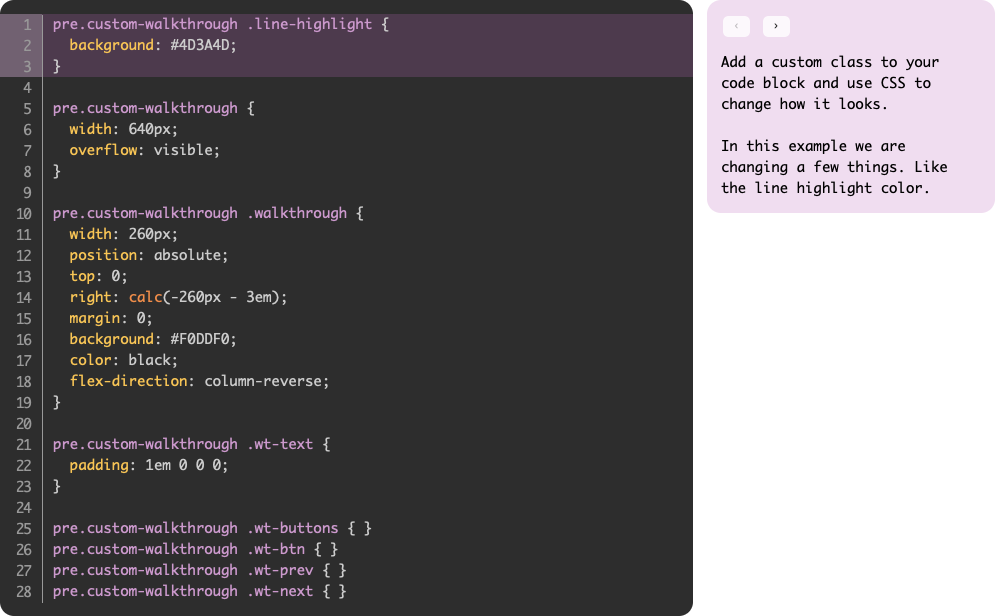 1 pre.custom-walkthrough .line-highlight {
2   background: #4D3A4D;
3 }
4
5 pre.custom-walkthrough {
6   width: 640px;
7   overflow: visible;
8 }
9
10 pre.custom-walkthrough .walkthrough {
11   width: 260px;
12   position: absolute;
13   top: 0;
14   right: calc(-260px - 3em);
15   margin: 0;
16   background: #F0DDF0;
17   color: black;
18   flex-direction: column-reverse;
19 }
20
21 pre.custom-walkthrough .wt-text {
22   padding: 1em 0 0 0;
23 }
24
25 pre.custom-walkthrough .wt-buttons { }
26 pre.custom-walkthrough .wt-btn { }
27 pre.custom-walkthrough .wt-prev { }
28 pre.custom-walkthrough .wt-next { }
‹ ›
Add a custom class to your
code block and use CSS to
change how it looks.
In this example we are
changing a few things. Like
the line highlight color.